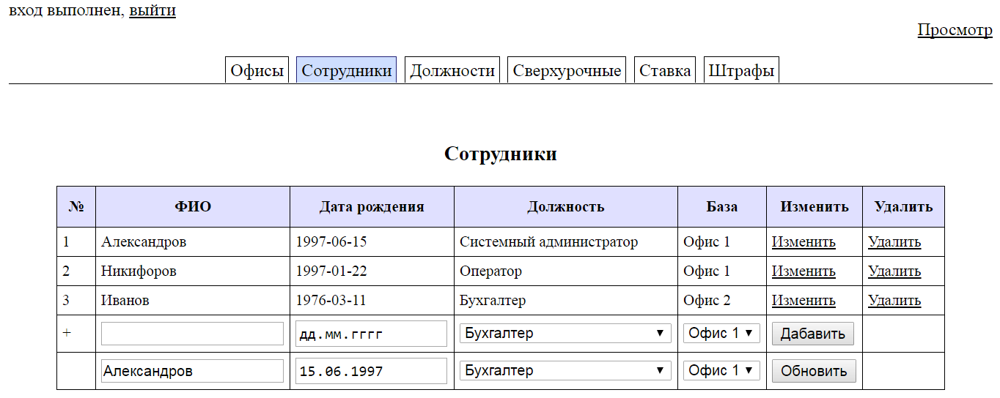 вход выполнен, выйти
Просмотр
Офисы Сотрудники Должности Сверхурочные Ставка Штрафы
Сотрудники
№ ФИО Дата рождения Должность База Изменить Удалить
1 Александров 1997-06-15 Системный администратор Офис 1 Изменить Удалить
2 Никифоров 1997-01-22 Оператор Офис 1 Изменить Удалить
3 Иванов 1976-03-11 Бухгалтер Офис 2 Изменить Удалить
+ дд.мм.гггг Бухгалтер Офис 1 Дабавить
Александров 15.06.1997 Бухгалтер Офис 1 Обновить